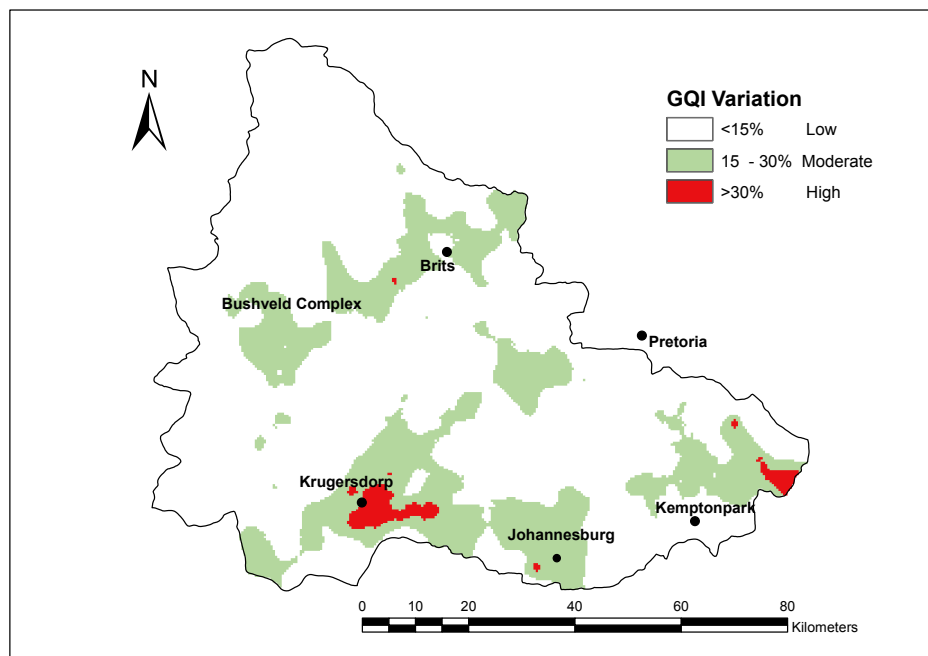 N
GQI Variation
<15% Low
15 - 30% Moderate
>30% High
Brits
Bushveld Complex
Pretoria
Krugersdorp
Kemptonpark
Johannesburg
0 10 20 40 60 80
Kilometers